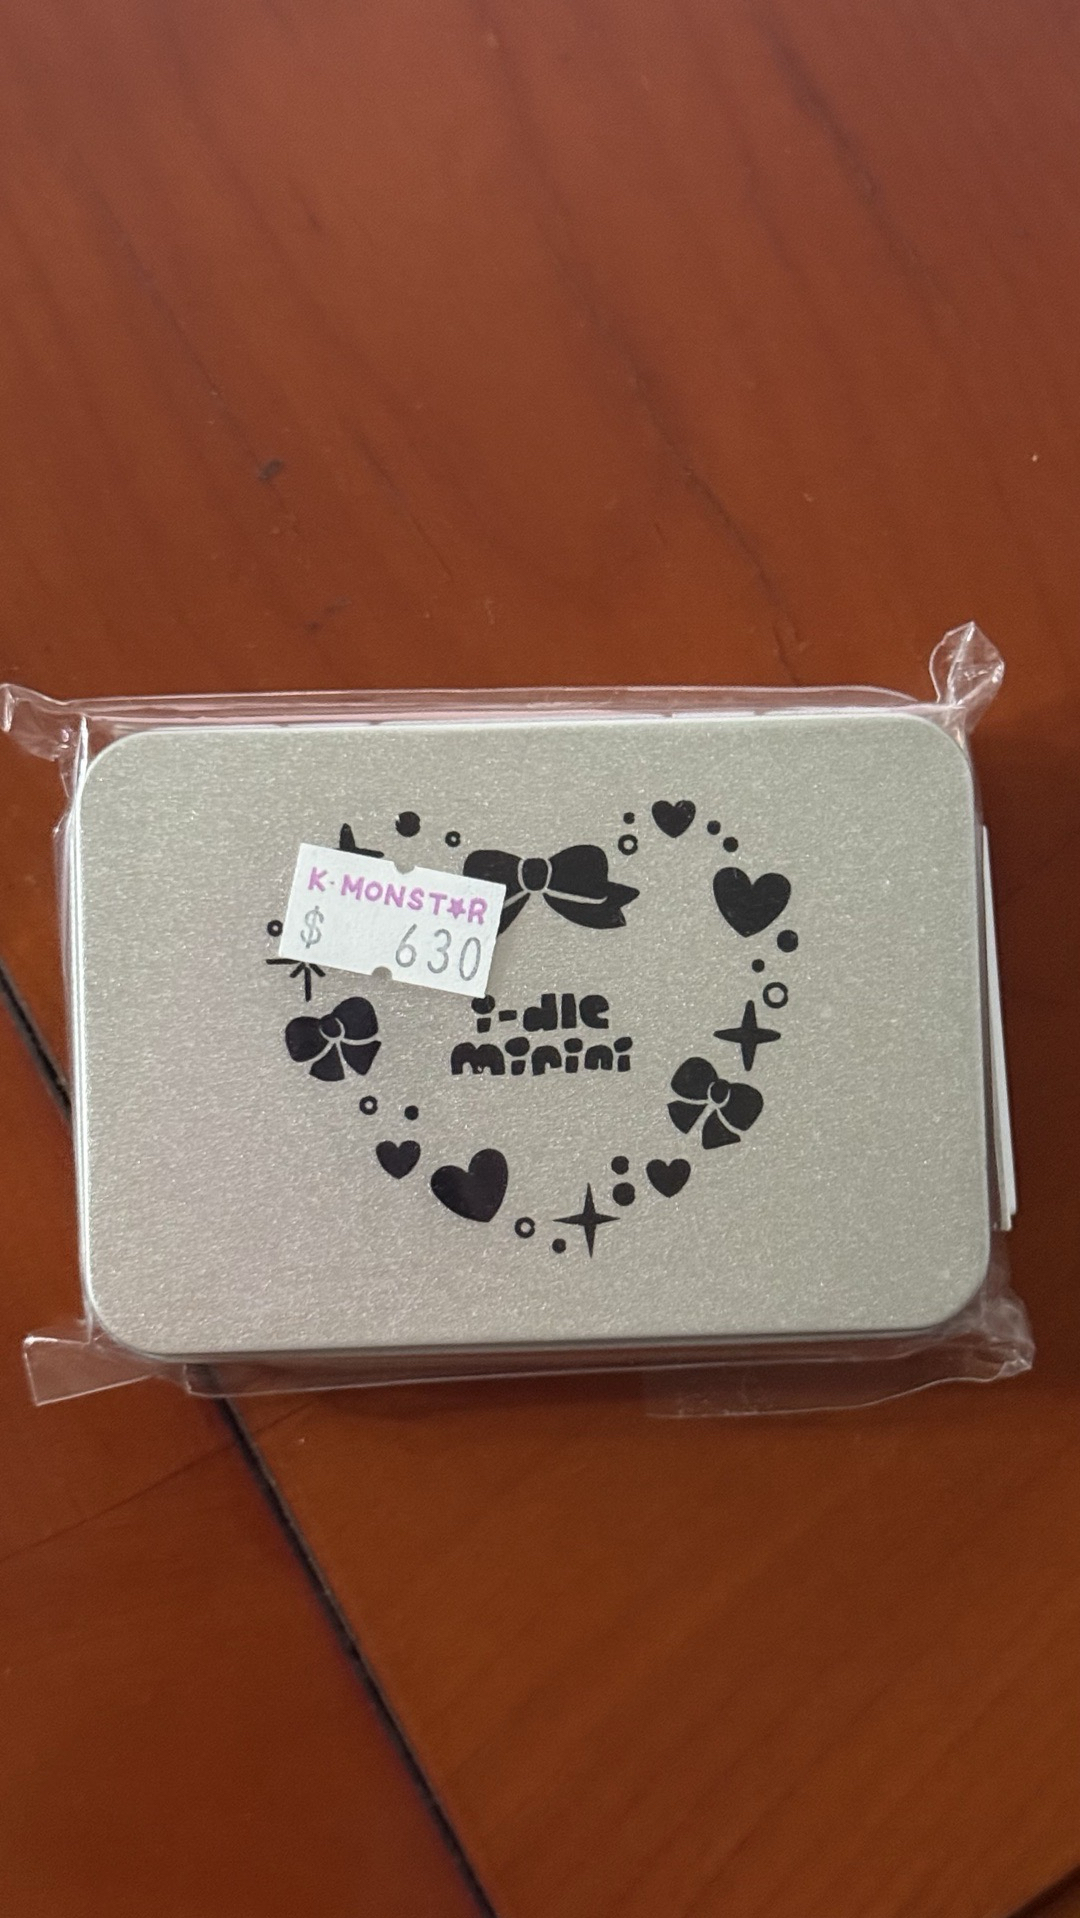 K·MONST★R
$ 630
i-dle
minini